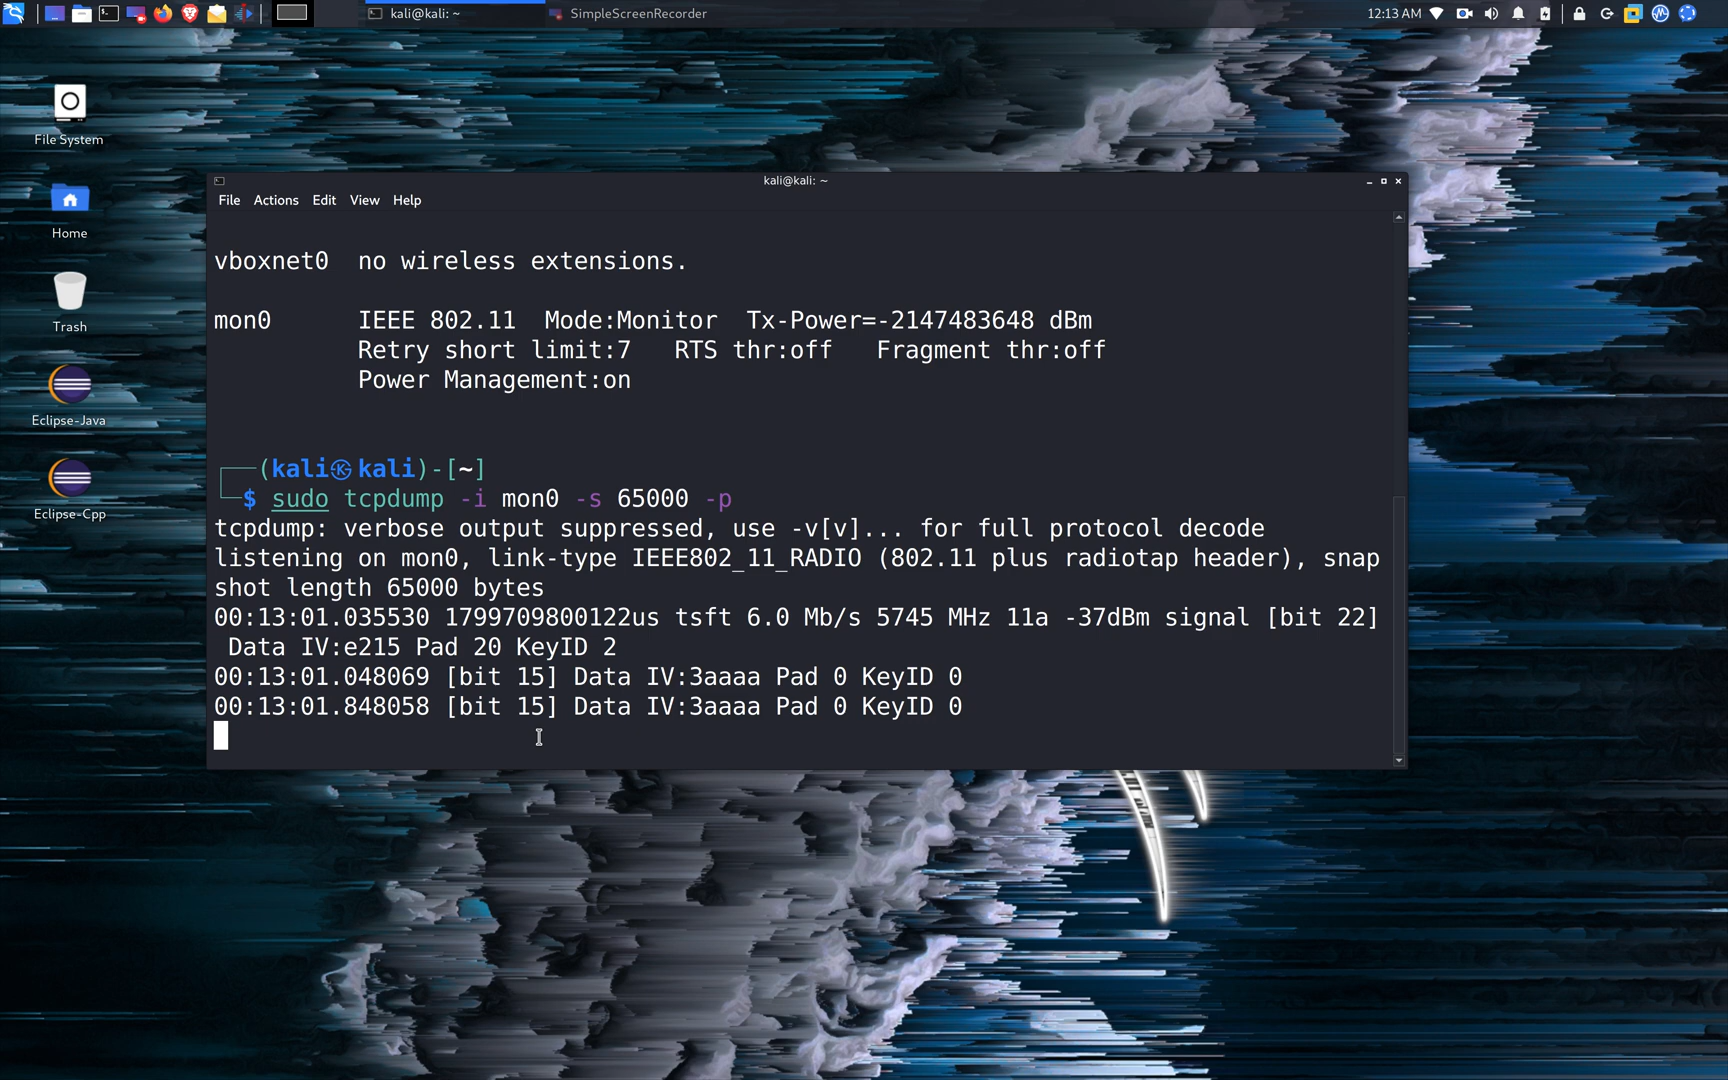 kali@kali: ~
SimpleScreenRecorder
12:13 AM
File System
Home
Trash
Eclipse-Java
Eclipse-Cpp
kali@kali: ~
File Actions Edit View Help
vboxnet0  no wireless extensions.
mon0      IEEE 802.11  Mode:Monitor  Tx-Power=-2147483648 dBm
Retry short limit:7   RTS thr:off   Fragment thr:off
Power Management:on
(kali㉿kali)-[~]
$ sudo tcpdump -i mon0 -s 65000 -p
tcpdump: verbose output suppressed, use -v[v]... for full protocol decode
listening on mon0, link-type IEEE802_11_RADIO (802.11 plus radiotap header), snap
shot length 65000 bytes
00:13:01.035530 1799709800122us tsft 6.0 Mb/s 5745 MHz 11a -37dBm signal [bit 22]
Data IV:e215 Pad 20 KeyID 2
00:13:01.048069 [bit 15] Data IV:3aaaa Pad 0 KeyID 0
00:13:01.848058 [bit 15] Data IV:3aaaa Pad 0 KeyID 0